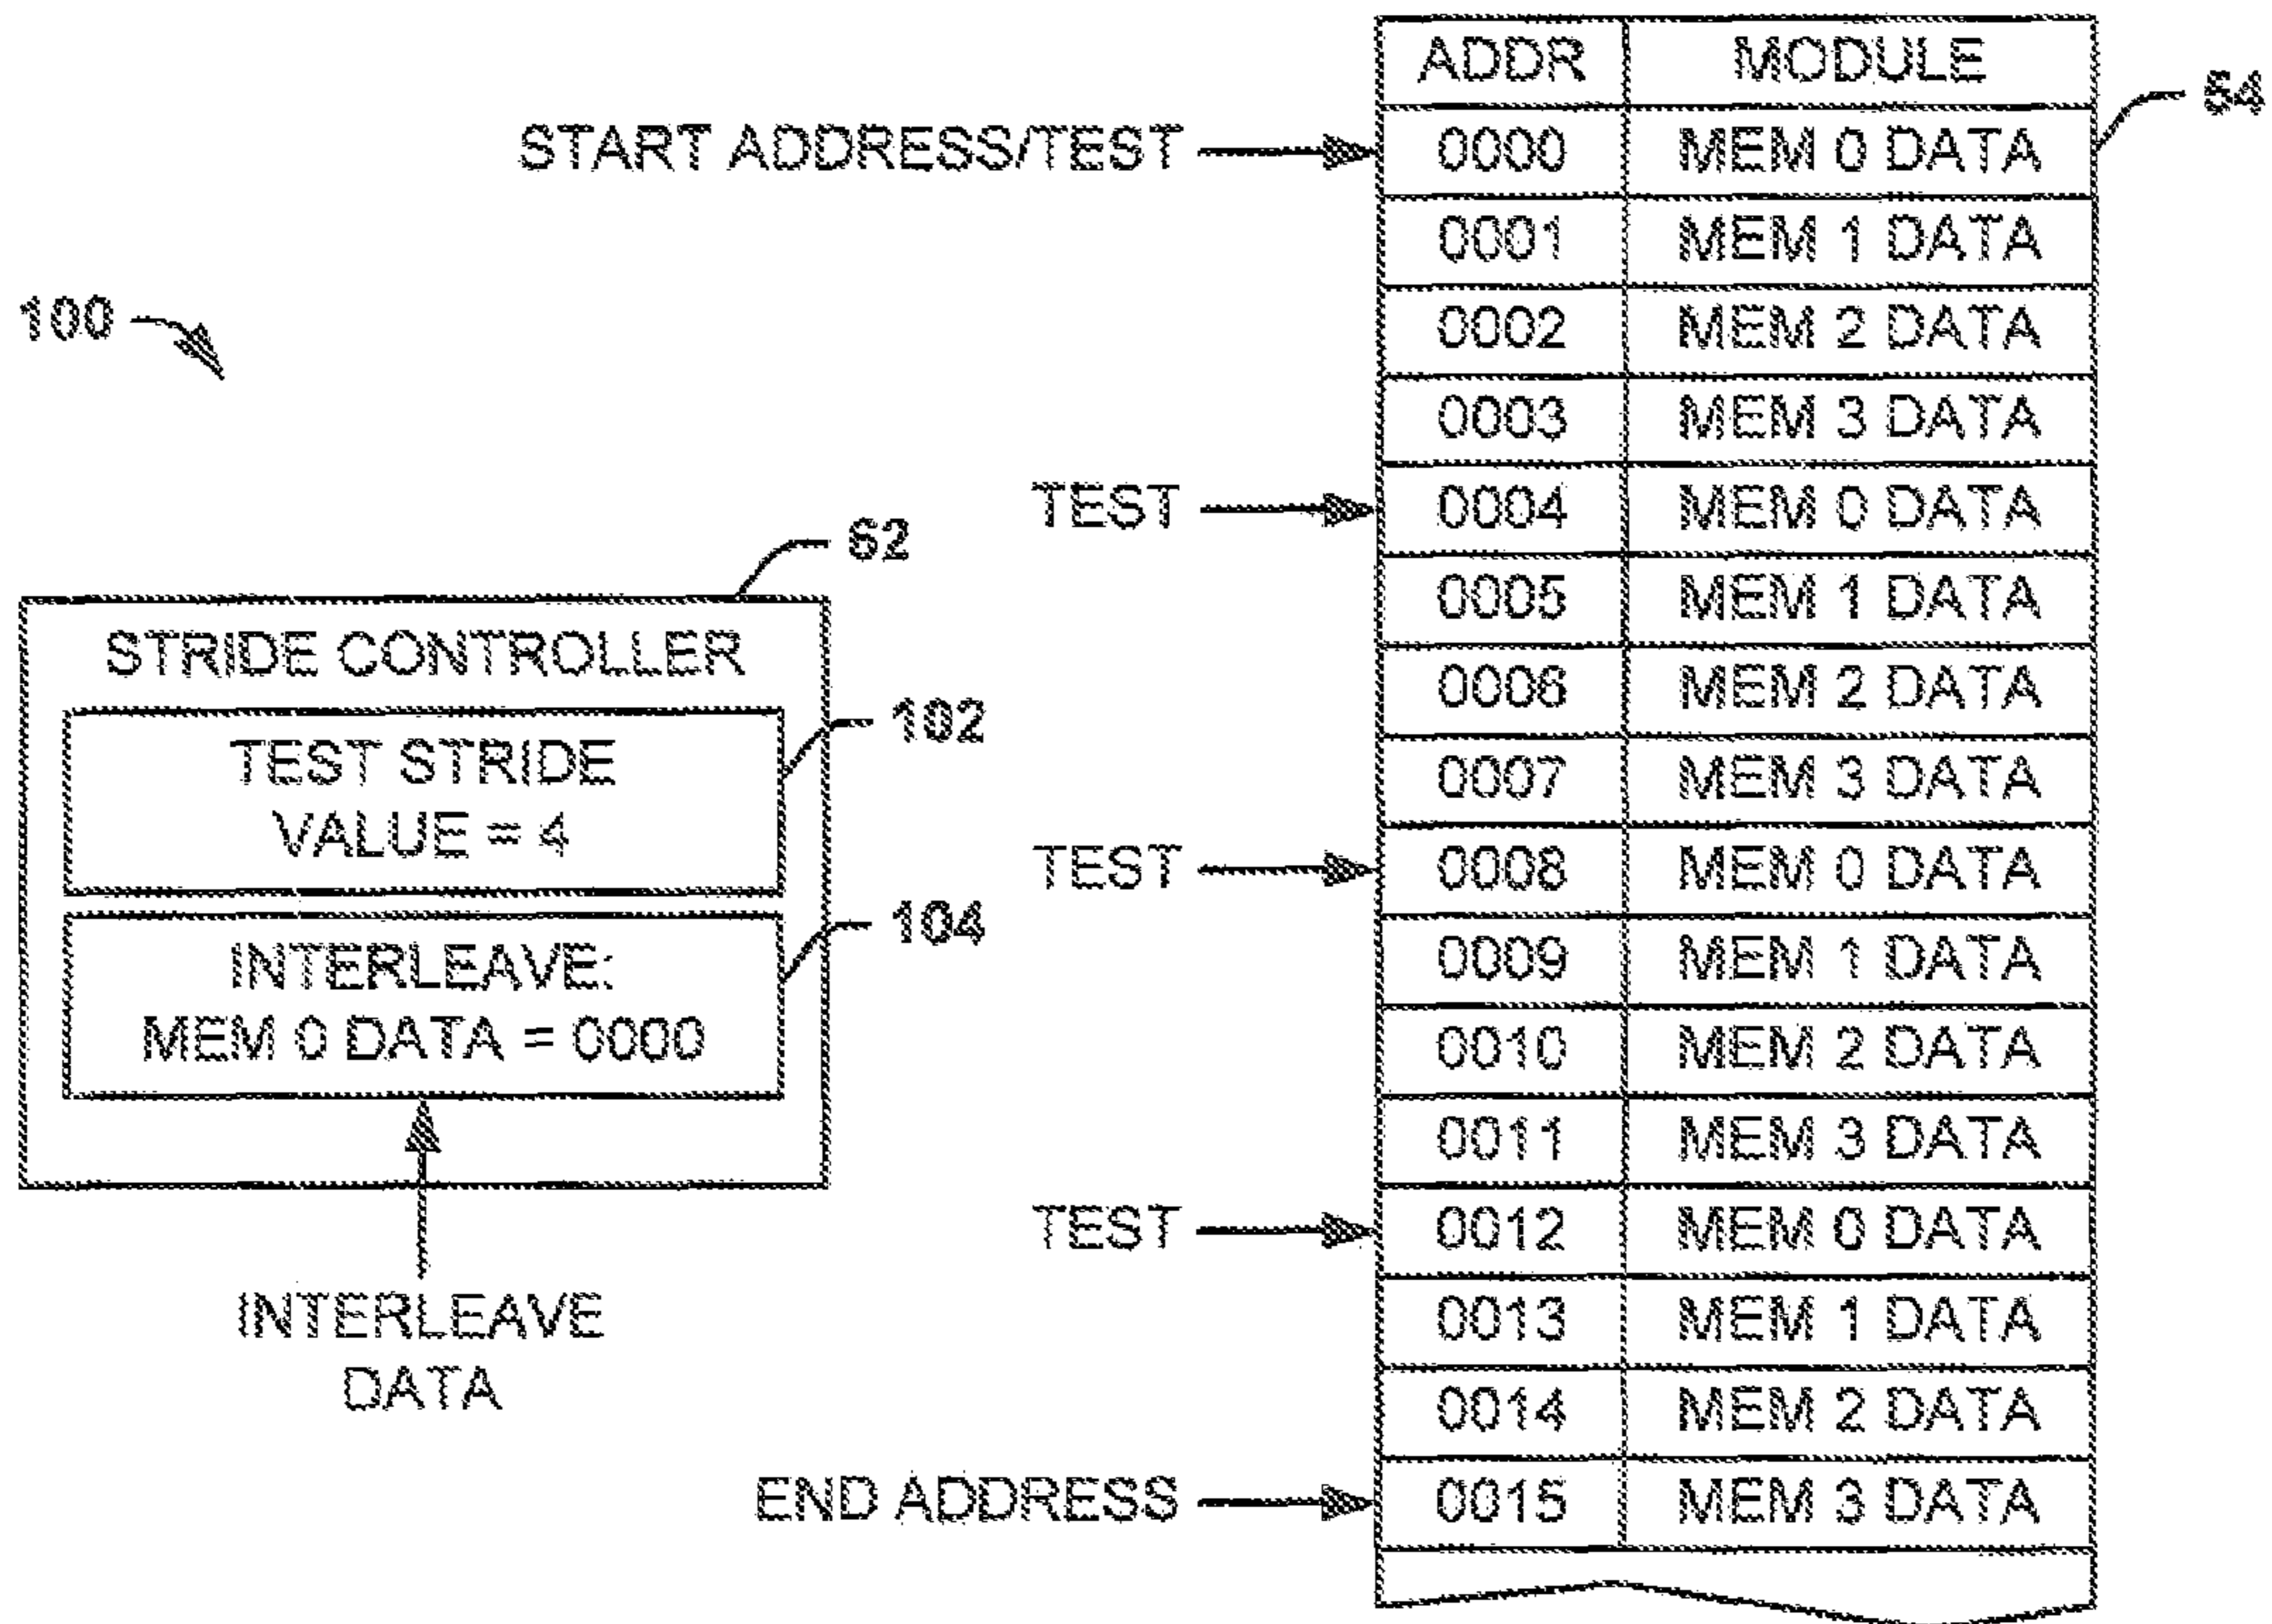 ADDR MODULE
54
START ADDRESS/TEST 0000 MEM 0 DATA
0001 MEM 1 DATA
100
0002 MEM 2 DATA
0003 MEM 3 DATA
TEST 0004 MEM 0 DATA
62
0005 MEM 1 DATA
STRIDE CONTROLLER
0006 MEM 2 DATA
102
TEST STRIDE
VALUE = 4
0007 MEM 3 DATA
TEST 0008 MEM 0 DATA
104
INTERLEAVE:
MEM 0 DATA = 0000
0009 MEM 1 DATA
0010 MEM 2 DATA
0011 MEM 3 DATA
TEST 0012 MEM 0 DATA
INTERLEAVE
DATA
0013 MEM 1 DATA
0014 MEM 2 DATA
END ADDRESS 0015 MEM 3 DATA